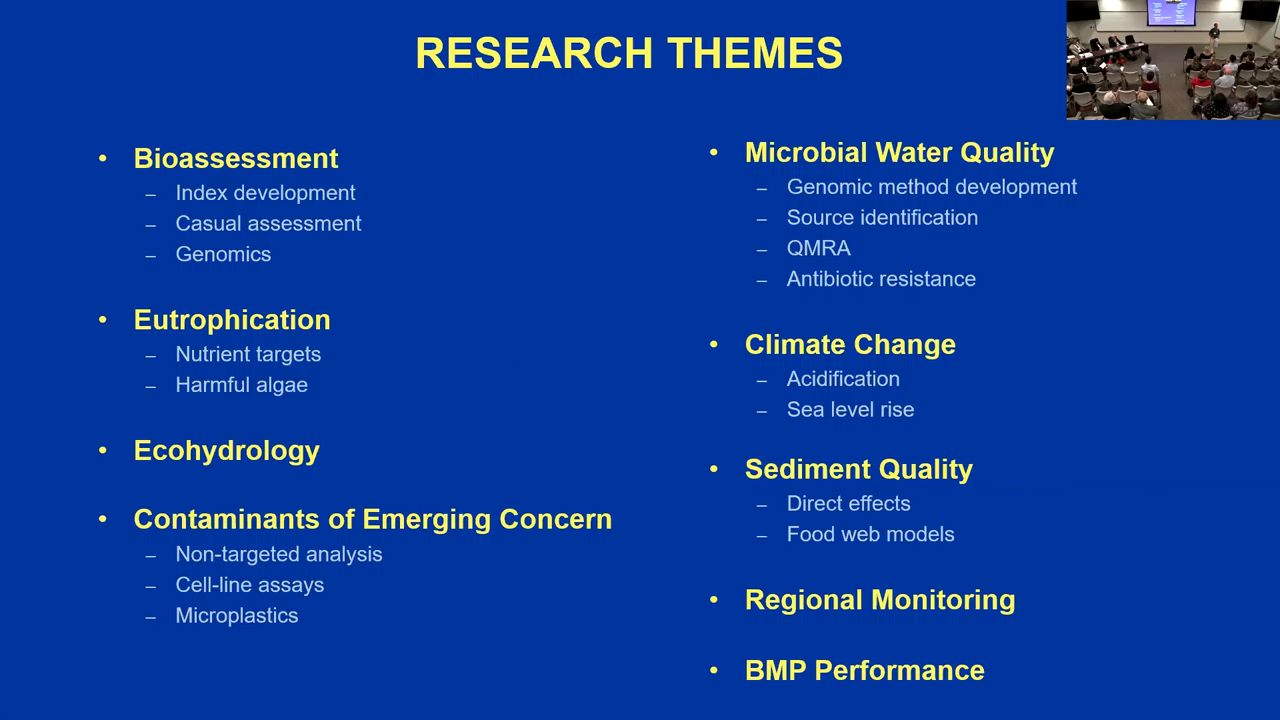 RESEARCH THEMES
• Bioassessment
– Index development
– Casual assessment
– Genomics
• Eutrophication
– Nutrient targets
– Harmful algae
• Ecohydrology
• Contaminants of Emerging Concern
– Non-targeted analysis
– Cell-line assays
– Microplastics
• Microbial Water Quality
– Genomic method development
– Source identification
– QMRA
– Antibiotic resistance
• Climate Change
– Acidification
– Sea level rise
• Sediment Quality
– Direct effects
– Food web models
• Regional Monitoring
• BMP Performance